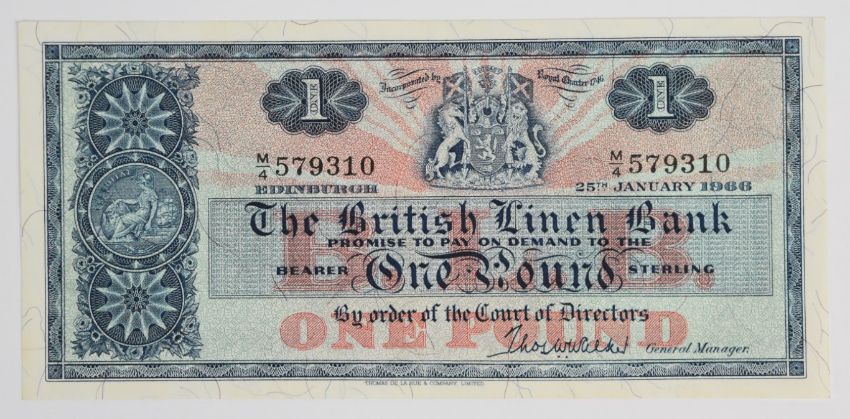 Incorporated by Royal Charter 1746
1 ONE 1 ONE
M/4 579310 M/4 579310
EDINBURGH 25TH JANUARY 1966
The British Linen Bank
PROMISE TO PAY ON DEMAND TO THE
BEARER One Pound STERLING
B.L.B.
By order of the Court of Directors
ONE POUND
Thos W Walker General Manager.
THOMAS DE LA RUE & COMPANY, LIMITED